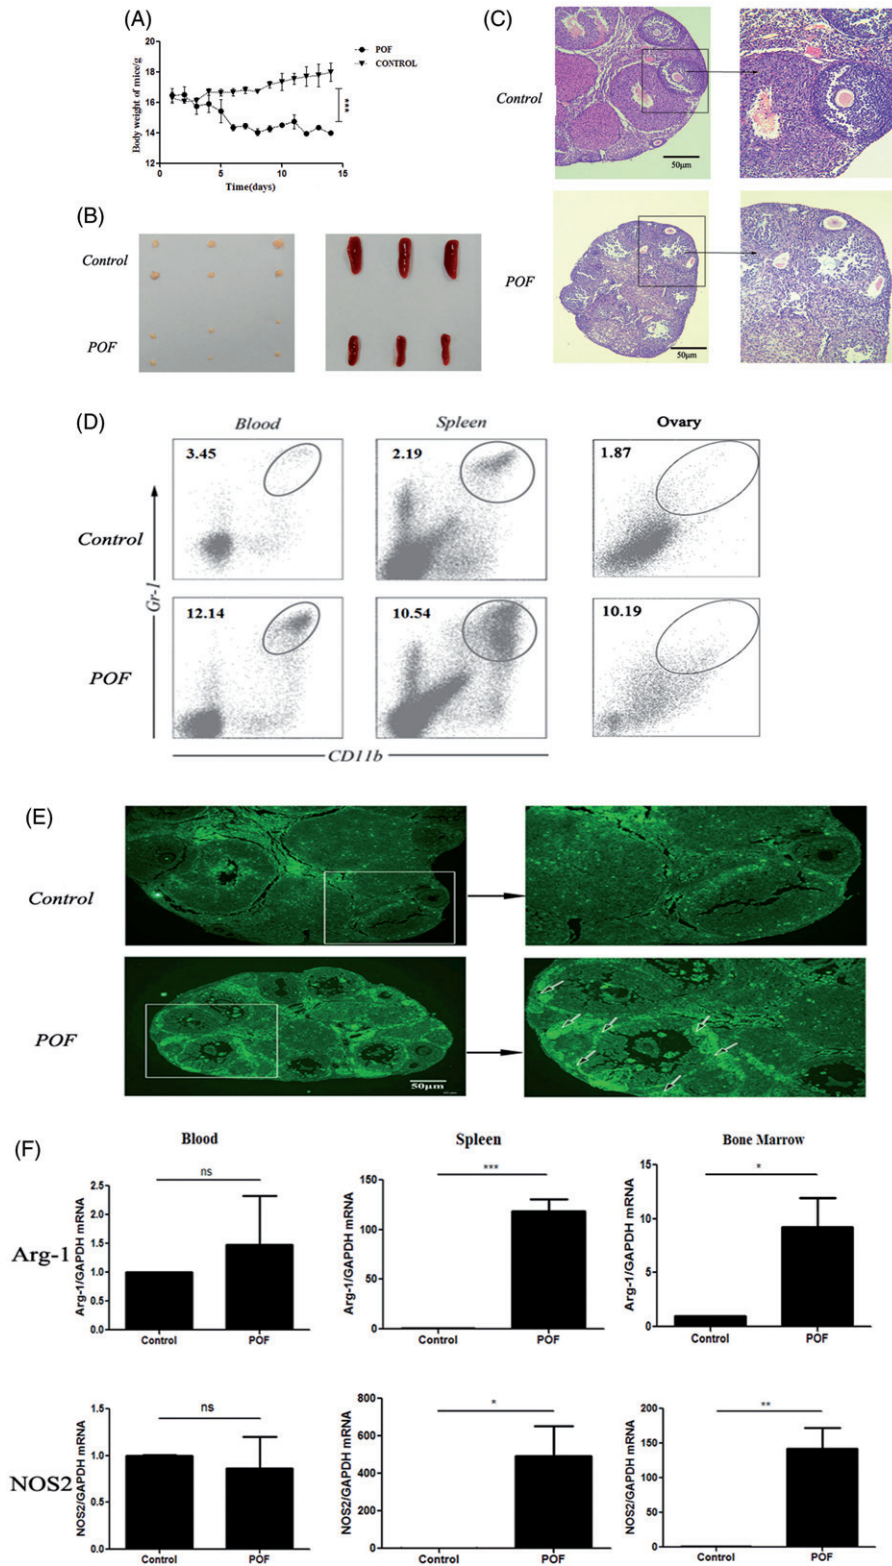 (A)
Body weight of mice/g
20
18
16
14
12
0
5
10
15
Time(days)
POF
CONTROL
***
(B)
Control
POF
(C)
Control
50μm
POF
50μm
(D)
Blood
Spleen
Ovary
Control
3.45
2.19
1.87
Gr-1
POF
12.14
10.54
10.19
CD11b
(E)
Control
POF
50μm
(F)
Blood
Spleen
Bone Marrow
Arg-1
Arg-1/GAPDH mRNA
2.5
2.0
1.5
1.0
0.5
0.0
ns
Control
POF
Arg-1/GAPDH mRNA
150
100
50
0
***
Control
POF
Arg-1/GAPDH mRNA
15
10
5
0
*
Control
POF
NOS2
NOS2/GAPDH mRNA
1.5
1.0
0.5
0.0
ns
Control
POF
NOS2/GAPDH mRNA
800
600
400
200
0
*
Control
POF
NOS2/GAPDH mRNA
200
150
100
50
0
**
Control
POF